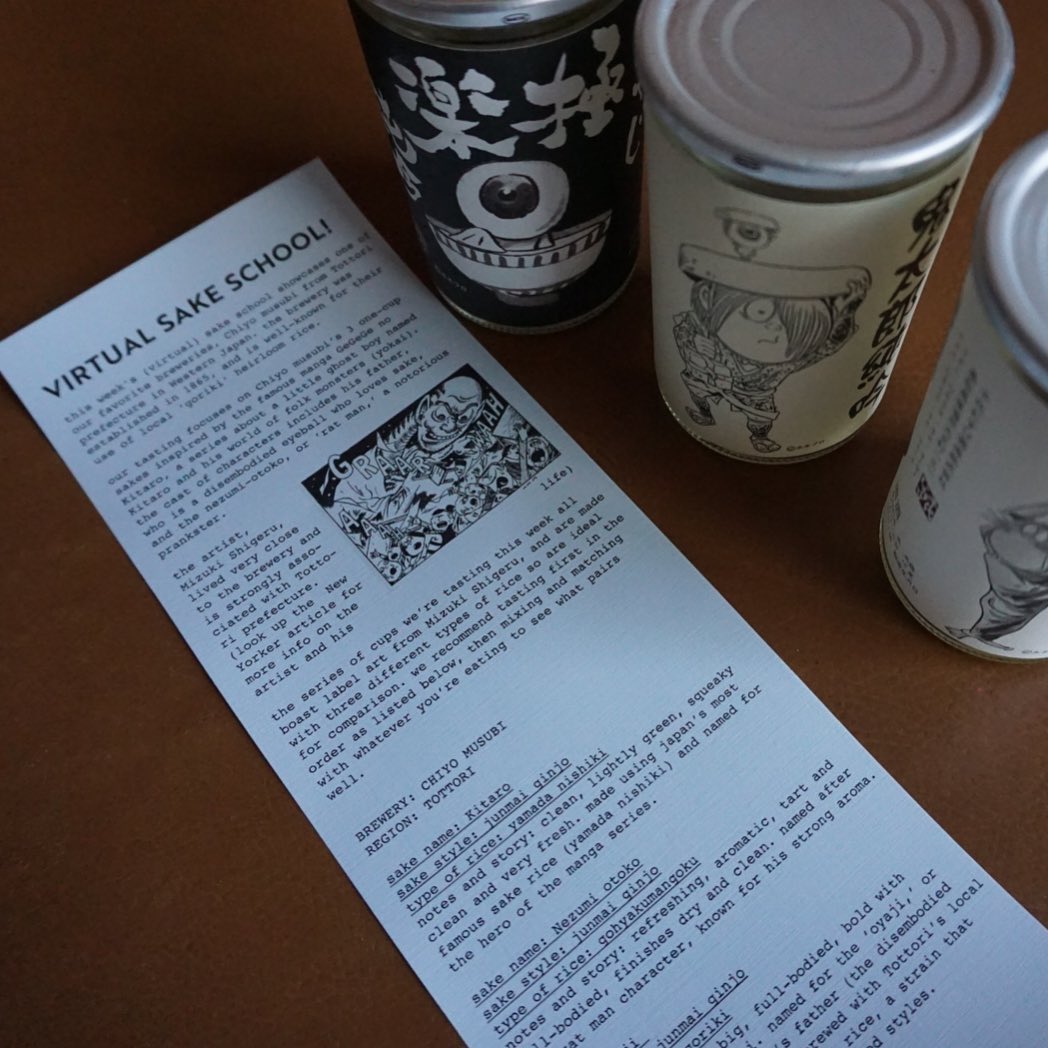 極楽
鬼太郎
©水木プロ
VIRTUAL SAKE SCHOOL!
this week's (virtual) sake school showcases one of
our favorite breweries, Chiyo musubi from Tottori
prefecture in Western Japan. the brewery was
established in 1865, and is well-known for their
use of local 'goriki' heirloom rice.
our tasting focuses on chiyo musubi's 3 one-cup
sakes inspired by the famous manga GeGeGe no
Kitaro, a series about a little ghost boy named
Kitaro and his world of folk monsters (yokai).
the cast of characters includes his father,
who is a disembodied eyeball who loves sake,
and the nezumi-otoko, or 'rat man,' a notorious
prankster.
GRAAAR
AAAA
AH
the artist,
Mizuki Shigeru,
lived very close
to the brewery and
is strongly asso-
ciated with Totto-
ri prefecture.
(look up the New
Yorker article for
more info on the
artist and his life)
the series of cups we're tasting this week all
boast label art from Mizuki Shigeru, and are made
with three different types of rice so are ideal
for comparison. we recommend tasting first in the
order as listed below, then mixing and matching
with whatever you're eating to see what pairs
well.
BREWERY: CHIYO MUSUBI
REGION: TOTTORI
sake name: Kitaro
sake style: junmai ginjo
type of rice: yamada nishiki
notes and story: clean, lightly green, squeaky
clean and very fresh. made using japan's most
famous sake rice (yamada nishiki) and named for
the hero of the manga series.
sake name: Nezumi otoko
sake style: junmai ginjo
type of rice: gohyakumangoku
notes and story: refreshing, aromatic, tart and
ll-bodied, finishes dry and clean. named after
at man character, known for his strong aroma.
junmai ginjo
goriki
big, full-bodied, bold with
i. named for the 'oyaji,' or
's father (the disembodied
rewed with Tottori's local
rice, a strain that
d styles.